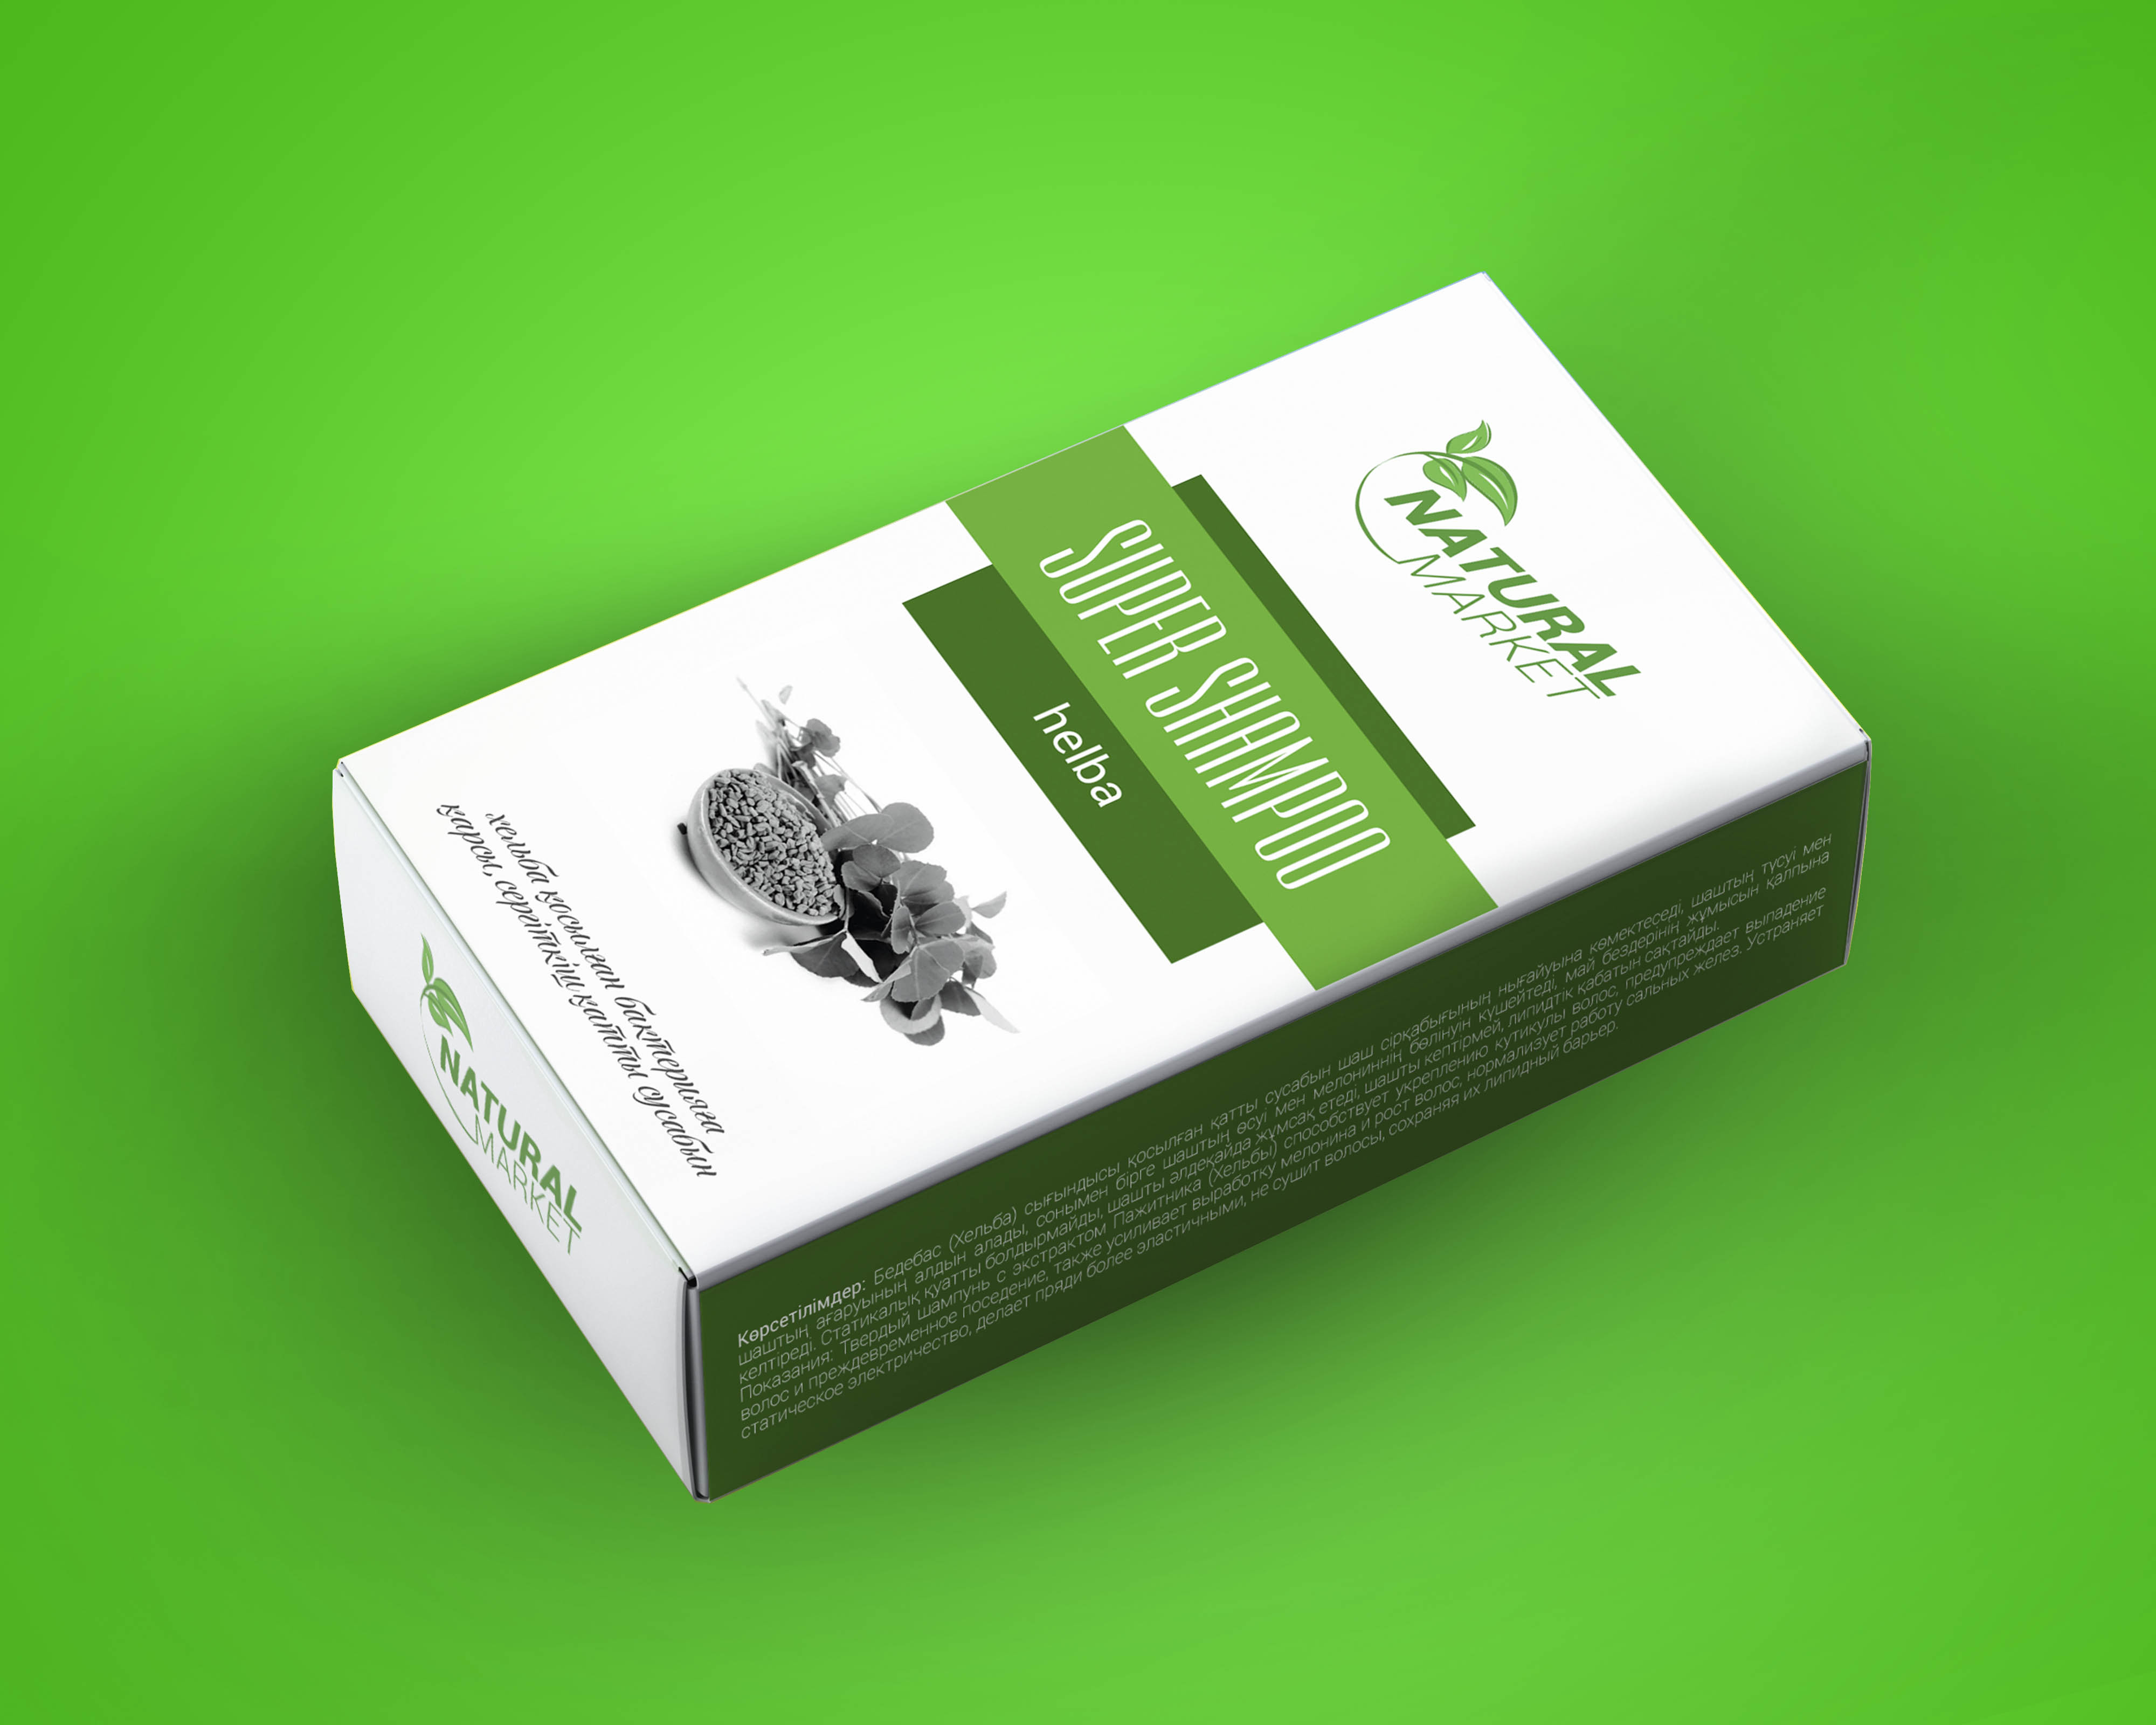 NATURAL
MARKET
SUPER SHAMPOO
helba
хельба қосылған бактерияға
қарсы, сергіткіш қатты сусабын
NATURAL
MARKET
Көрсетілімдер: Бедебас (Хельба) сығындысы қосылған қатты сусабын шаш сірқабығының нығайуына көмектеседі, шаштың түсуі мен
шаштың ағаруының алдын алады, сонымен бірге шаштың өсуі мен мелониннің бөлінуін күшейтеді, май бездерінің жұмысын қалпына
келтіреді. Статикалық қуатты болдырмайды, шашты әлдеқайда жұмсақ етеді, шашты кептірмей, липидтік қабатын сақтайды.
Показания: Твердый шампунь с экстрактом Пажитника (Хельбы) способствует укреплению кутикулы волос, предупреждает выпадение
волос и преждевременное поседение, также усиливает выработку мелонина и рост волос, нормализует работу сальных желез. Устраняет
статическое электричество, делает пряди более эластичными, не сушит волосы, сохраняя их липидный барьер.